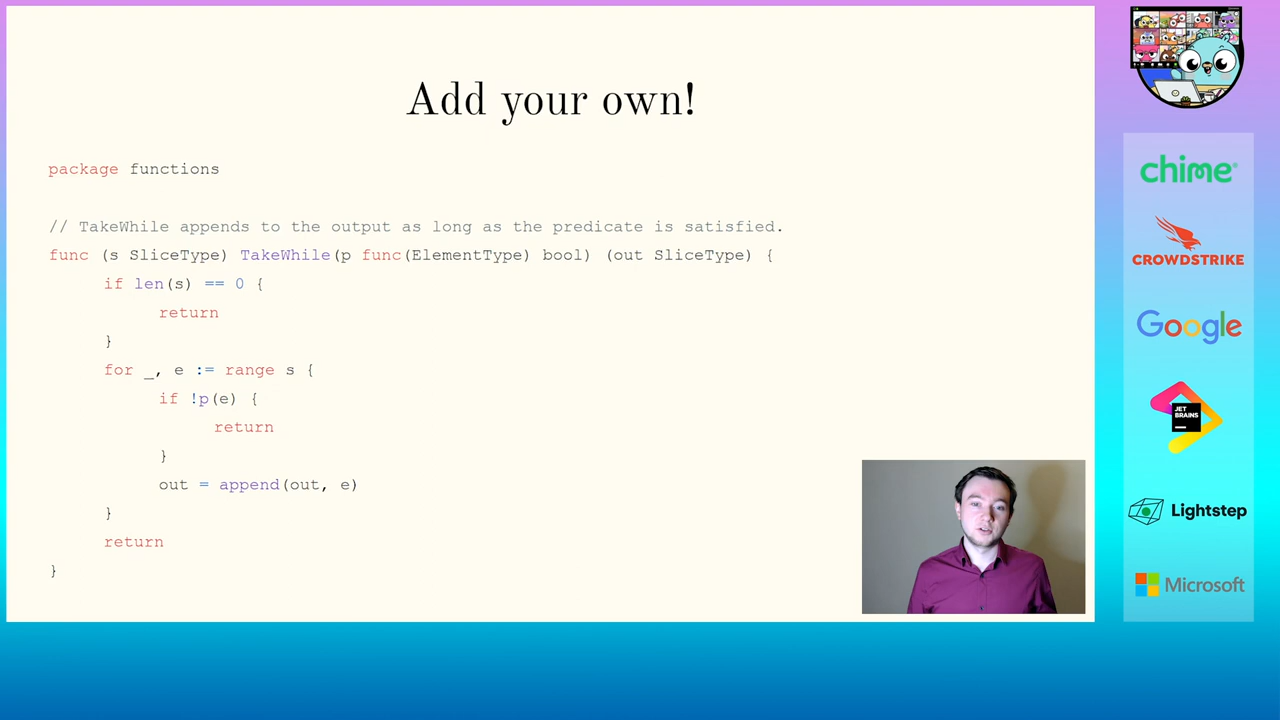 Add your own!
package functions
// TakeWhile appends to the output as long as the predicate is satisfied.
func (s SliceType) TakeWhile(p func(ElementType) bool) (out SliceType) {
if len(s) == 0 {
return
}
for _, e := range s {
if !p(e) {
return
}
out = append(out, e)
}
return
}
chime®
CROWDSTRIKE
Google
JET
BRAINS
Lightstep
Microsoft